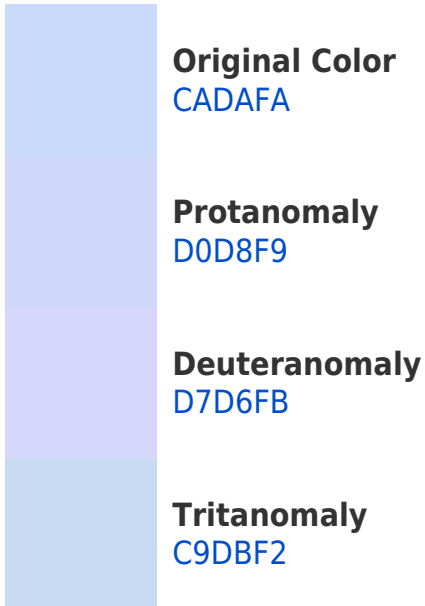 Original Color
CADAFA
Protanomaly
D0D8F9
Deuteranomaly
D7D6FB
Tritanomaly
C9DBF2